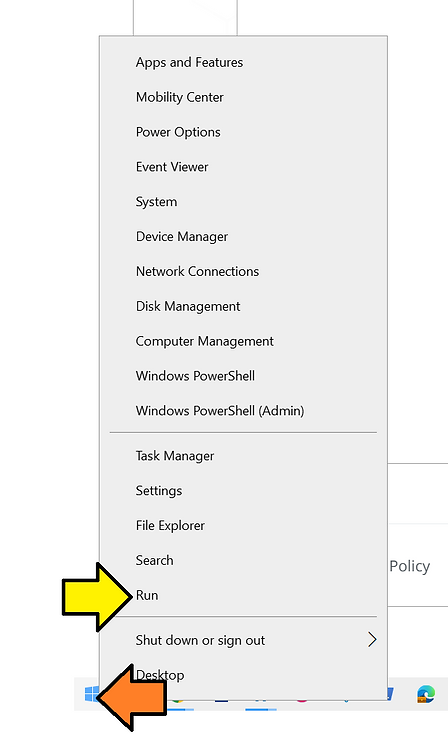 Apps and Features
Mobility Center
Power Options
Event Viewer
System
Device Manager
Network Connections
Disk Management
Computer Management
Windows PowerShell
Windows PowerShell (Admin)
Task Manager
Settings
File Explorer
Search
Policy
Run
Shut down or sign out
Desktop